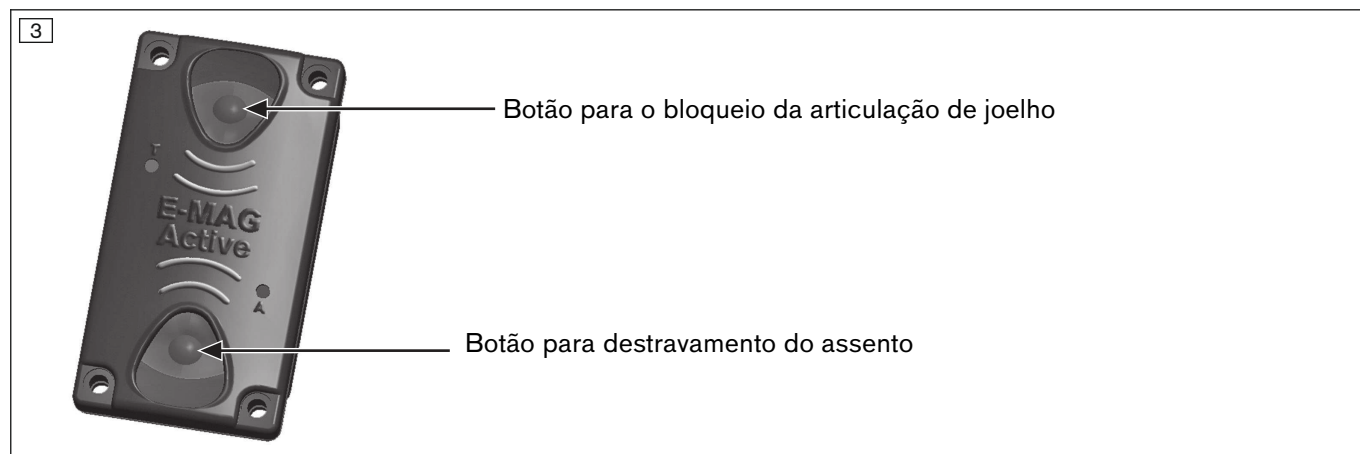 3
Botão para o bloqueio da articulação de joelho
T
E-MAG
Active
A
Botão para destravamento do assento